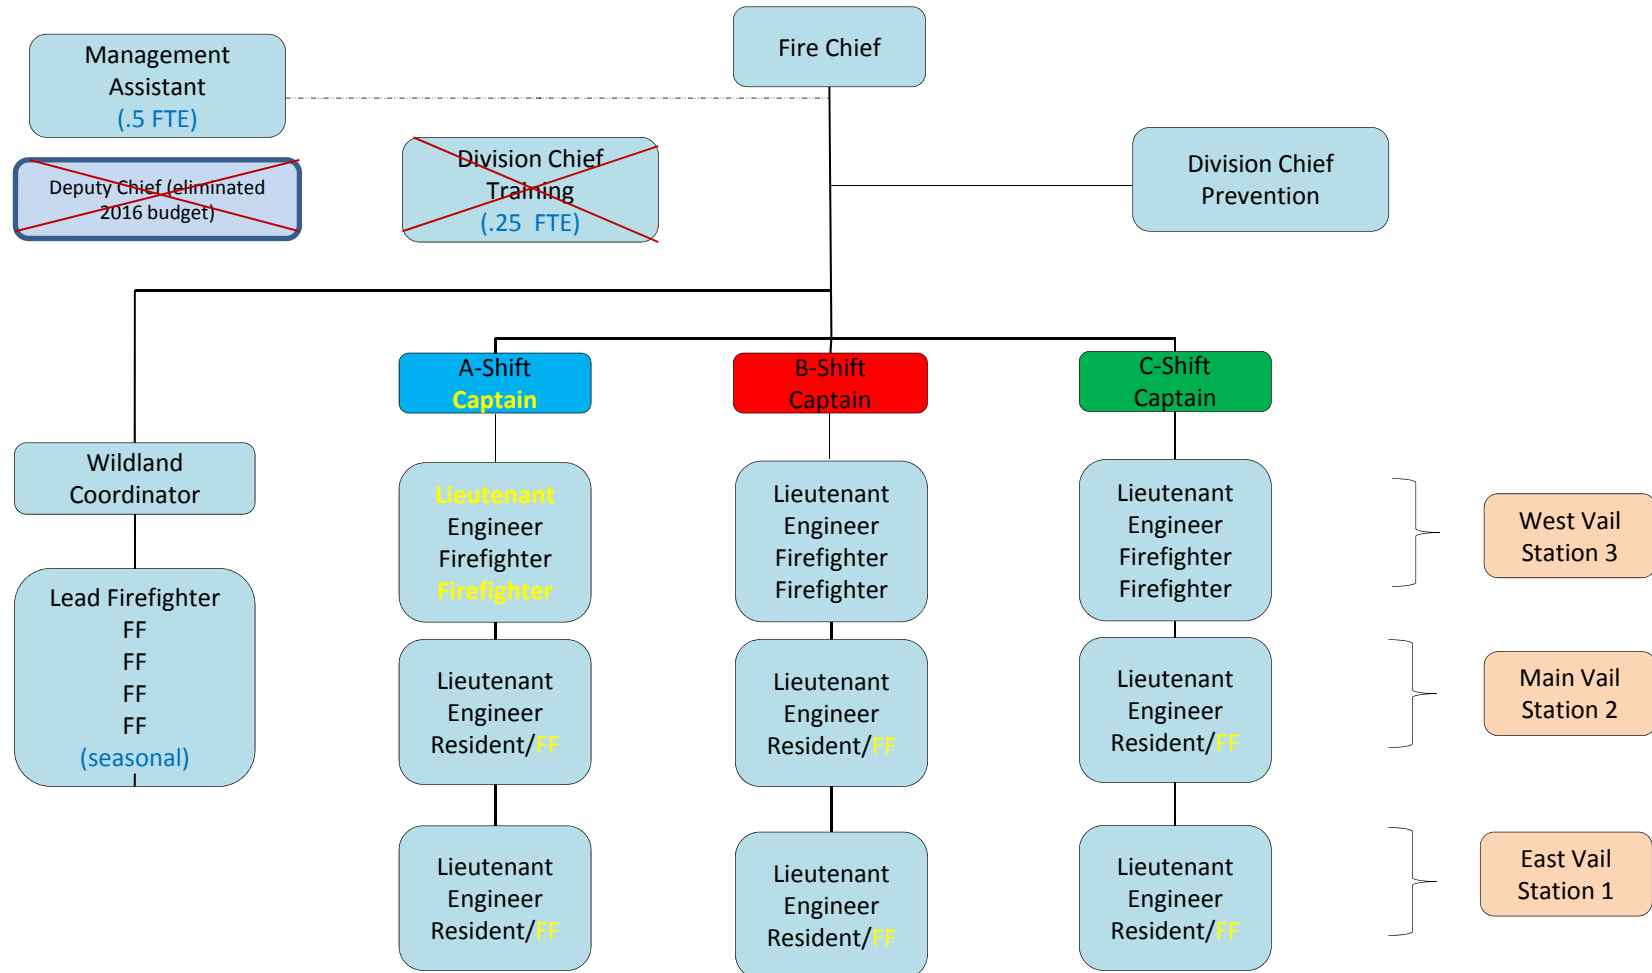 Fire Chief
Management
Assistant
(.5 FTE)
Deputy Chief (eliminated
2016 budget)
Division Chief
Training
(.25  FTE)
Division Chief
Prevention
A-Shift
Captain
B-Shift
Captain
C-Shift
Captain
Wildland
Coordinator
Lead Firefighter
FF
FF
FF
FF
(seasonal)
Lieutenant
Engineer
Firefighter
Firefighter
Lieutenant
Engineer
Firefighter
Firefighter
Lieutenant
Engineer
Firefighter
Firefighter
West Vail
Station 3
Lieutenant
Engineer
Resident/FF
Lieutenant
Engineer
Resident/FF
Lieutenant
Engineer
Resident/FF
Main Vail
Station 2
Lieutenant
Engineer
Resident/FF
Lieutenant
Engineer
Resident/FF
Lieutenant
Engineer
Resident/FF
East Vail
Station 1